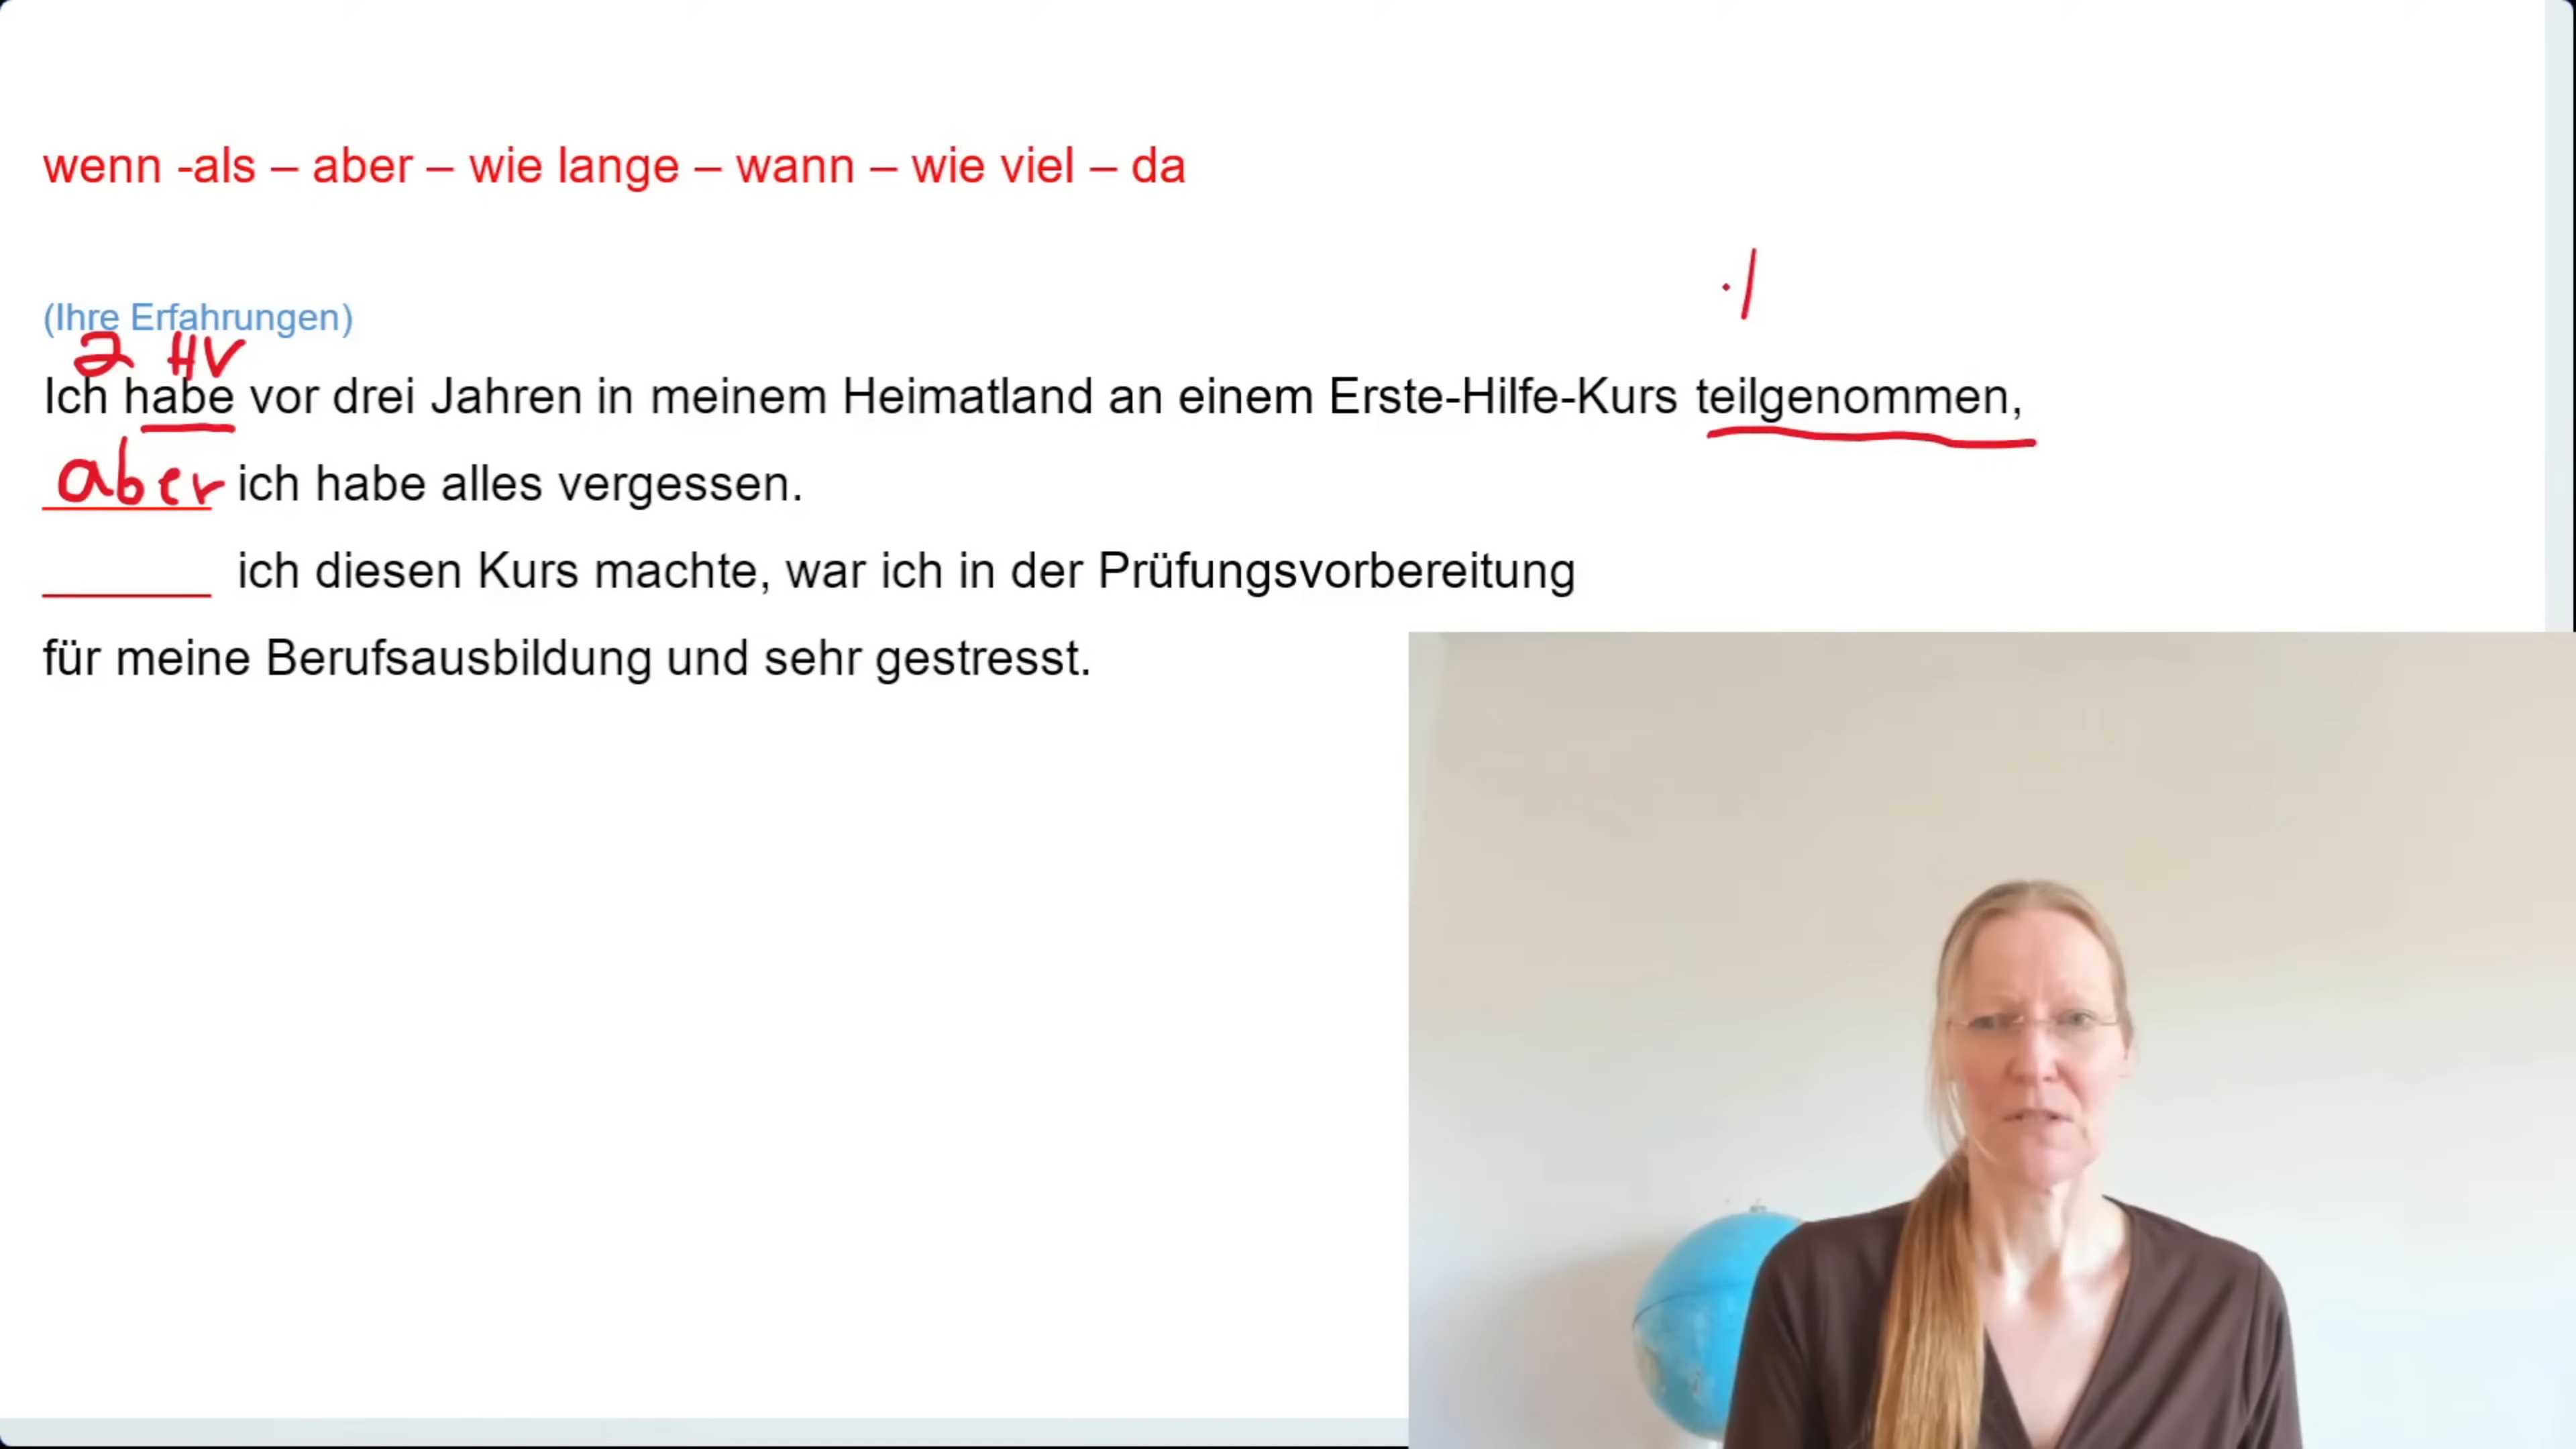 wenn -als – aber – wie lange – wann – wie viel – da
(Ihre Erfahrungen)
2 HV
Ich habe vor drei Jahren in meinem Heimatland an einem Erste-Hilfe-Kurs teilgenommen,
aber ich habe alles vergessen.
ich diesen Kurs machte, war ich in der Prüfungsvorbereitung
für meine Berufsausbildung und sehr gestresst.